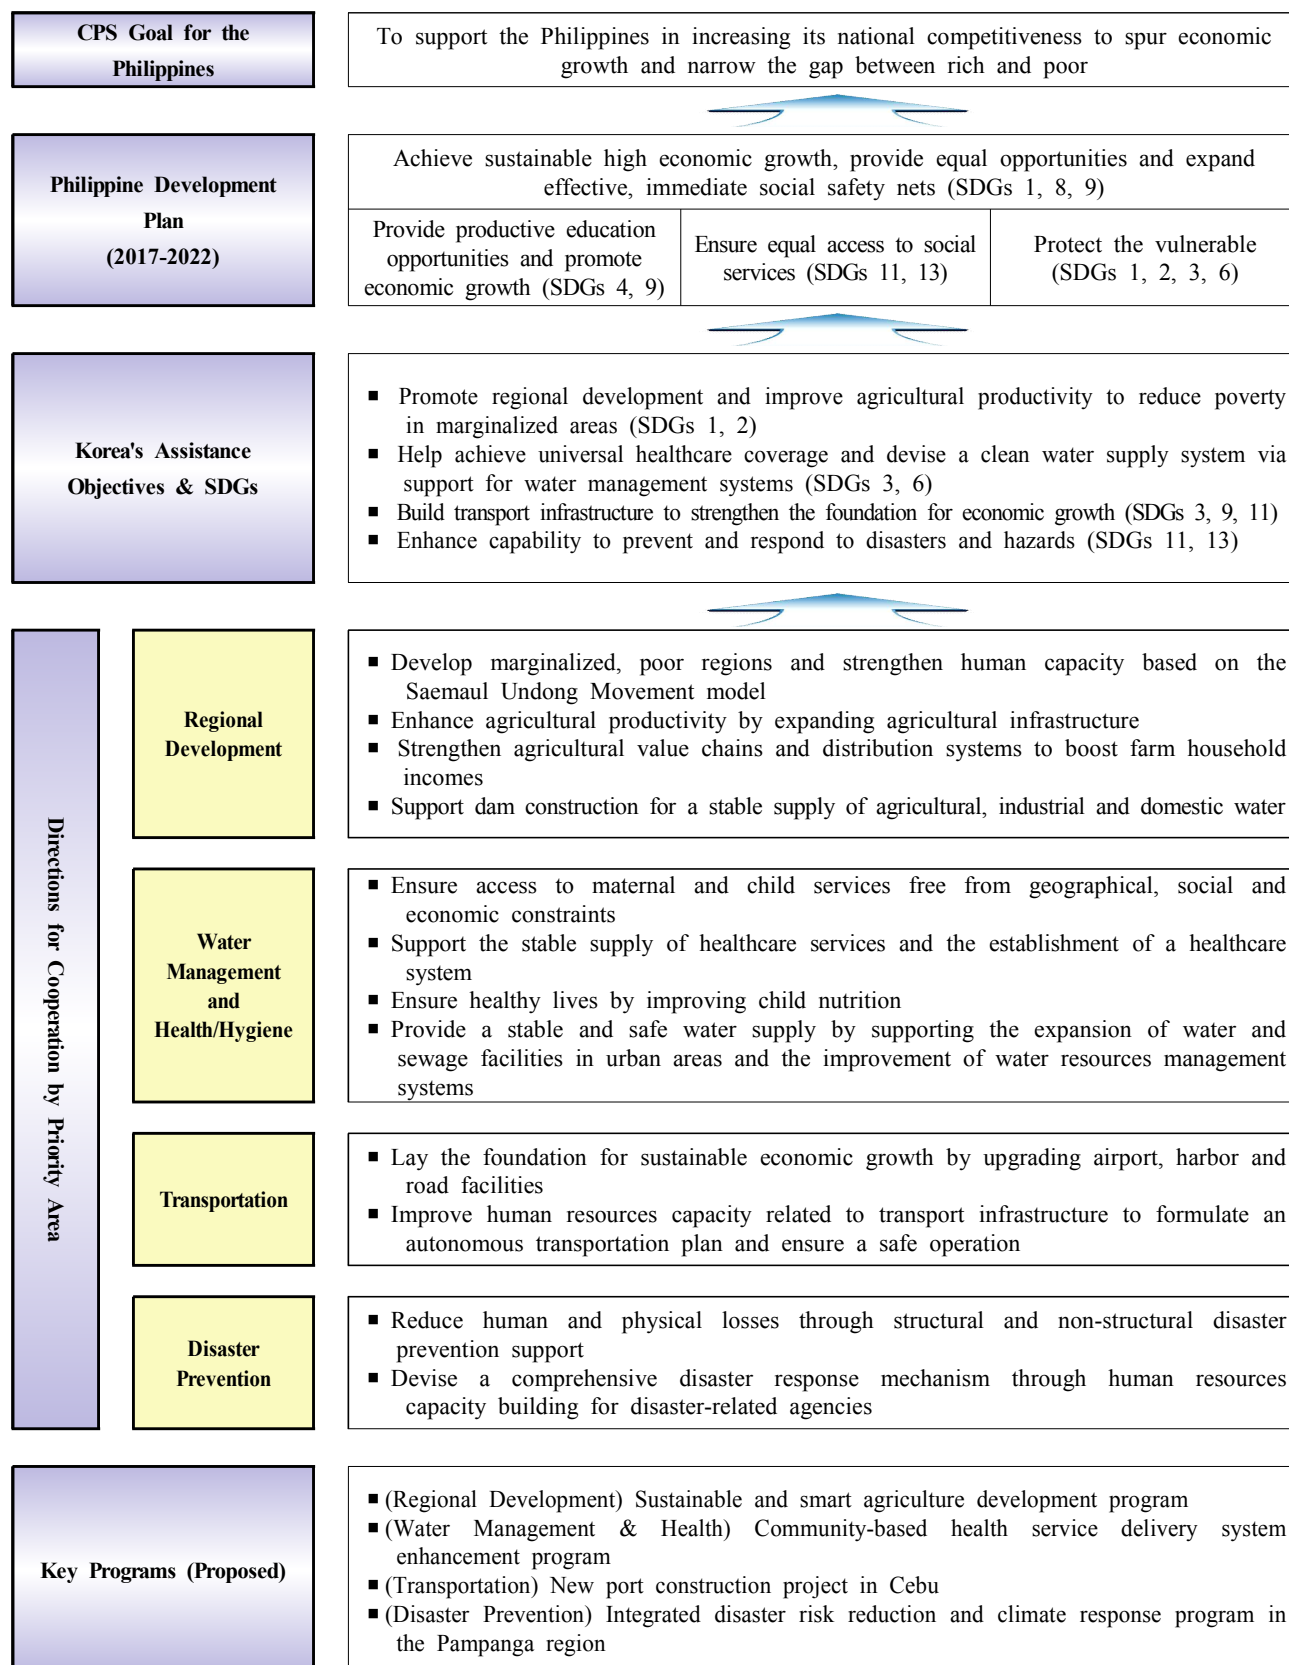 CPS Goal for the
Philippines
To support the Philippines in increasing its national competitiveness to spur economic
growth and narrow the gap between rich and poor
Philippine Development
Plan
(2017-2022)
Achieve sustainable high economic growth, provide equal opportunities and expand
effective, immediate social safety nets (SDGs 1, 8, 9)
Provide productive education
opportunities and promote
economic growth (SDGs 4, 9)
Ensure equal access to social
services (SDGs 11, 13)
Protect the vulnerable
(SDGs 1, 2, 3, 6)
Korea's Assistance
Objectives & SDGs
■ Promote regional development and improve agricultural productivity to reduce poverty
in marginalized areas (SDGs 1, 2)
■ Help achieve universal healthcare coverage and devise a clean water supply system via
support for water management systems (SDGs 3, 6)
■ Build transport infrastructure to strengthen the foundation for economic growth (SDGs 3, 9, 11)
■ Enhance capability to prevent and respond to disasters and hazards (SDGs 11, 13)
Directions for Cooperation by Priority Area
Regional
Development
■ Develop marginalized, poor regions and strengthen human capacity based on the
Saemaul Undong Movement model
■ Enhance agricultural productivity by expanding agricultural infrastructure
■ Strengthen agricultural value chains and distribution systems to boost farm household
incomes
■ Support dam construction for a stable supply of agricultural, industrial and domestic water
Water
Management
and
Health/Hygiene
■ Ensure access to maternal and child services free from geographical, social and
economic constraints
■ Support the stable supply of healthcare services and the establishment of a healthcare
system
■ Ensure healthy lives by improving child nutrition
■ Provide a stable and safe water supply by supporting the expansion of water and
sewage facilities in urban areas and the improvement of water resources management
systems
Transportation
■ Lay the foundation for sustainable economic growth by upgrading airport, harbor and
road facilities
■ Improve human resources capacity related to transport infrastructure to formulate an
autonomous transportation plan and ensure a safe operation
Disaster
Prevention
■ Reduce human and physical losses through structural and non-structural disaster
prevention support
■ Devise a comprehensive disaster response mechanism through human resources
capacity building for disaster-related agencies
Key Programs (Proposed)
■ (Regional Development) Sustainable and smart agriculture development program
■ (Water Management & Health) Community-based health service delivery system
enhancement program
■ (Transportation) New port construction project in Cebu
■ (Disaster Prevention) Integrated disaster risk reduction and climate response program in
the Pampanga region